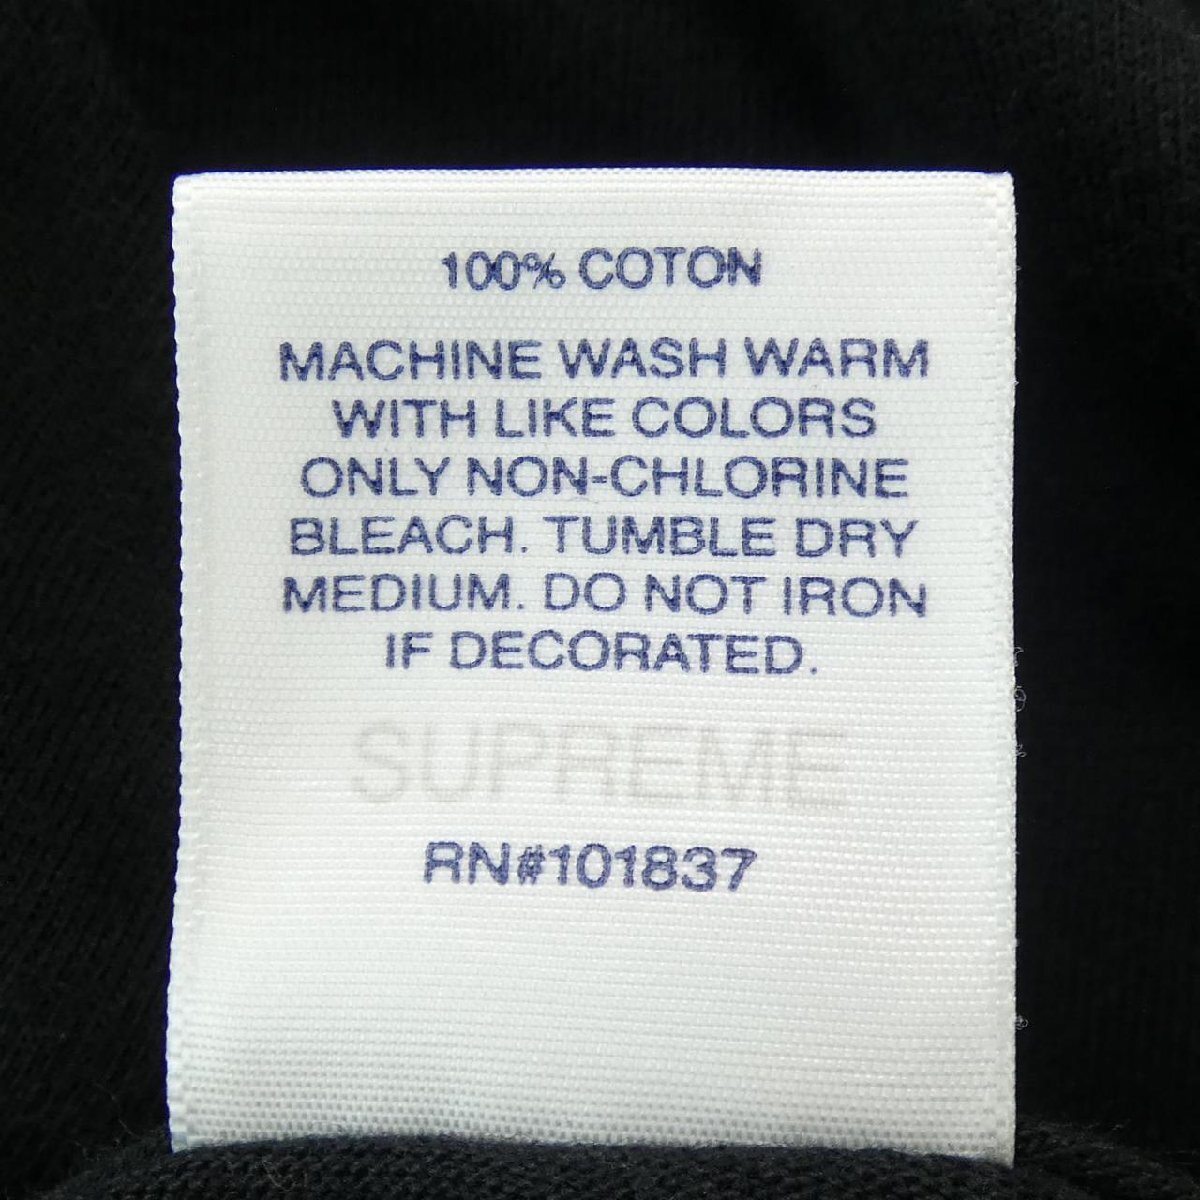 100% COTON
MACHINE WASH WARM
WITH LIKE COLORS
ONLY NON-CHLORINE
BLEACH. TUMBLE DRY
MEDIUM. DO NOT IRON
IF DECORATED.
SUPREME
RN#101837